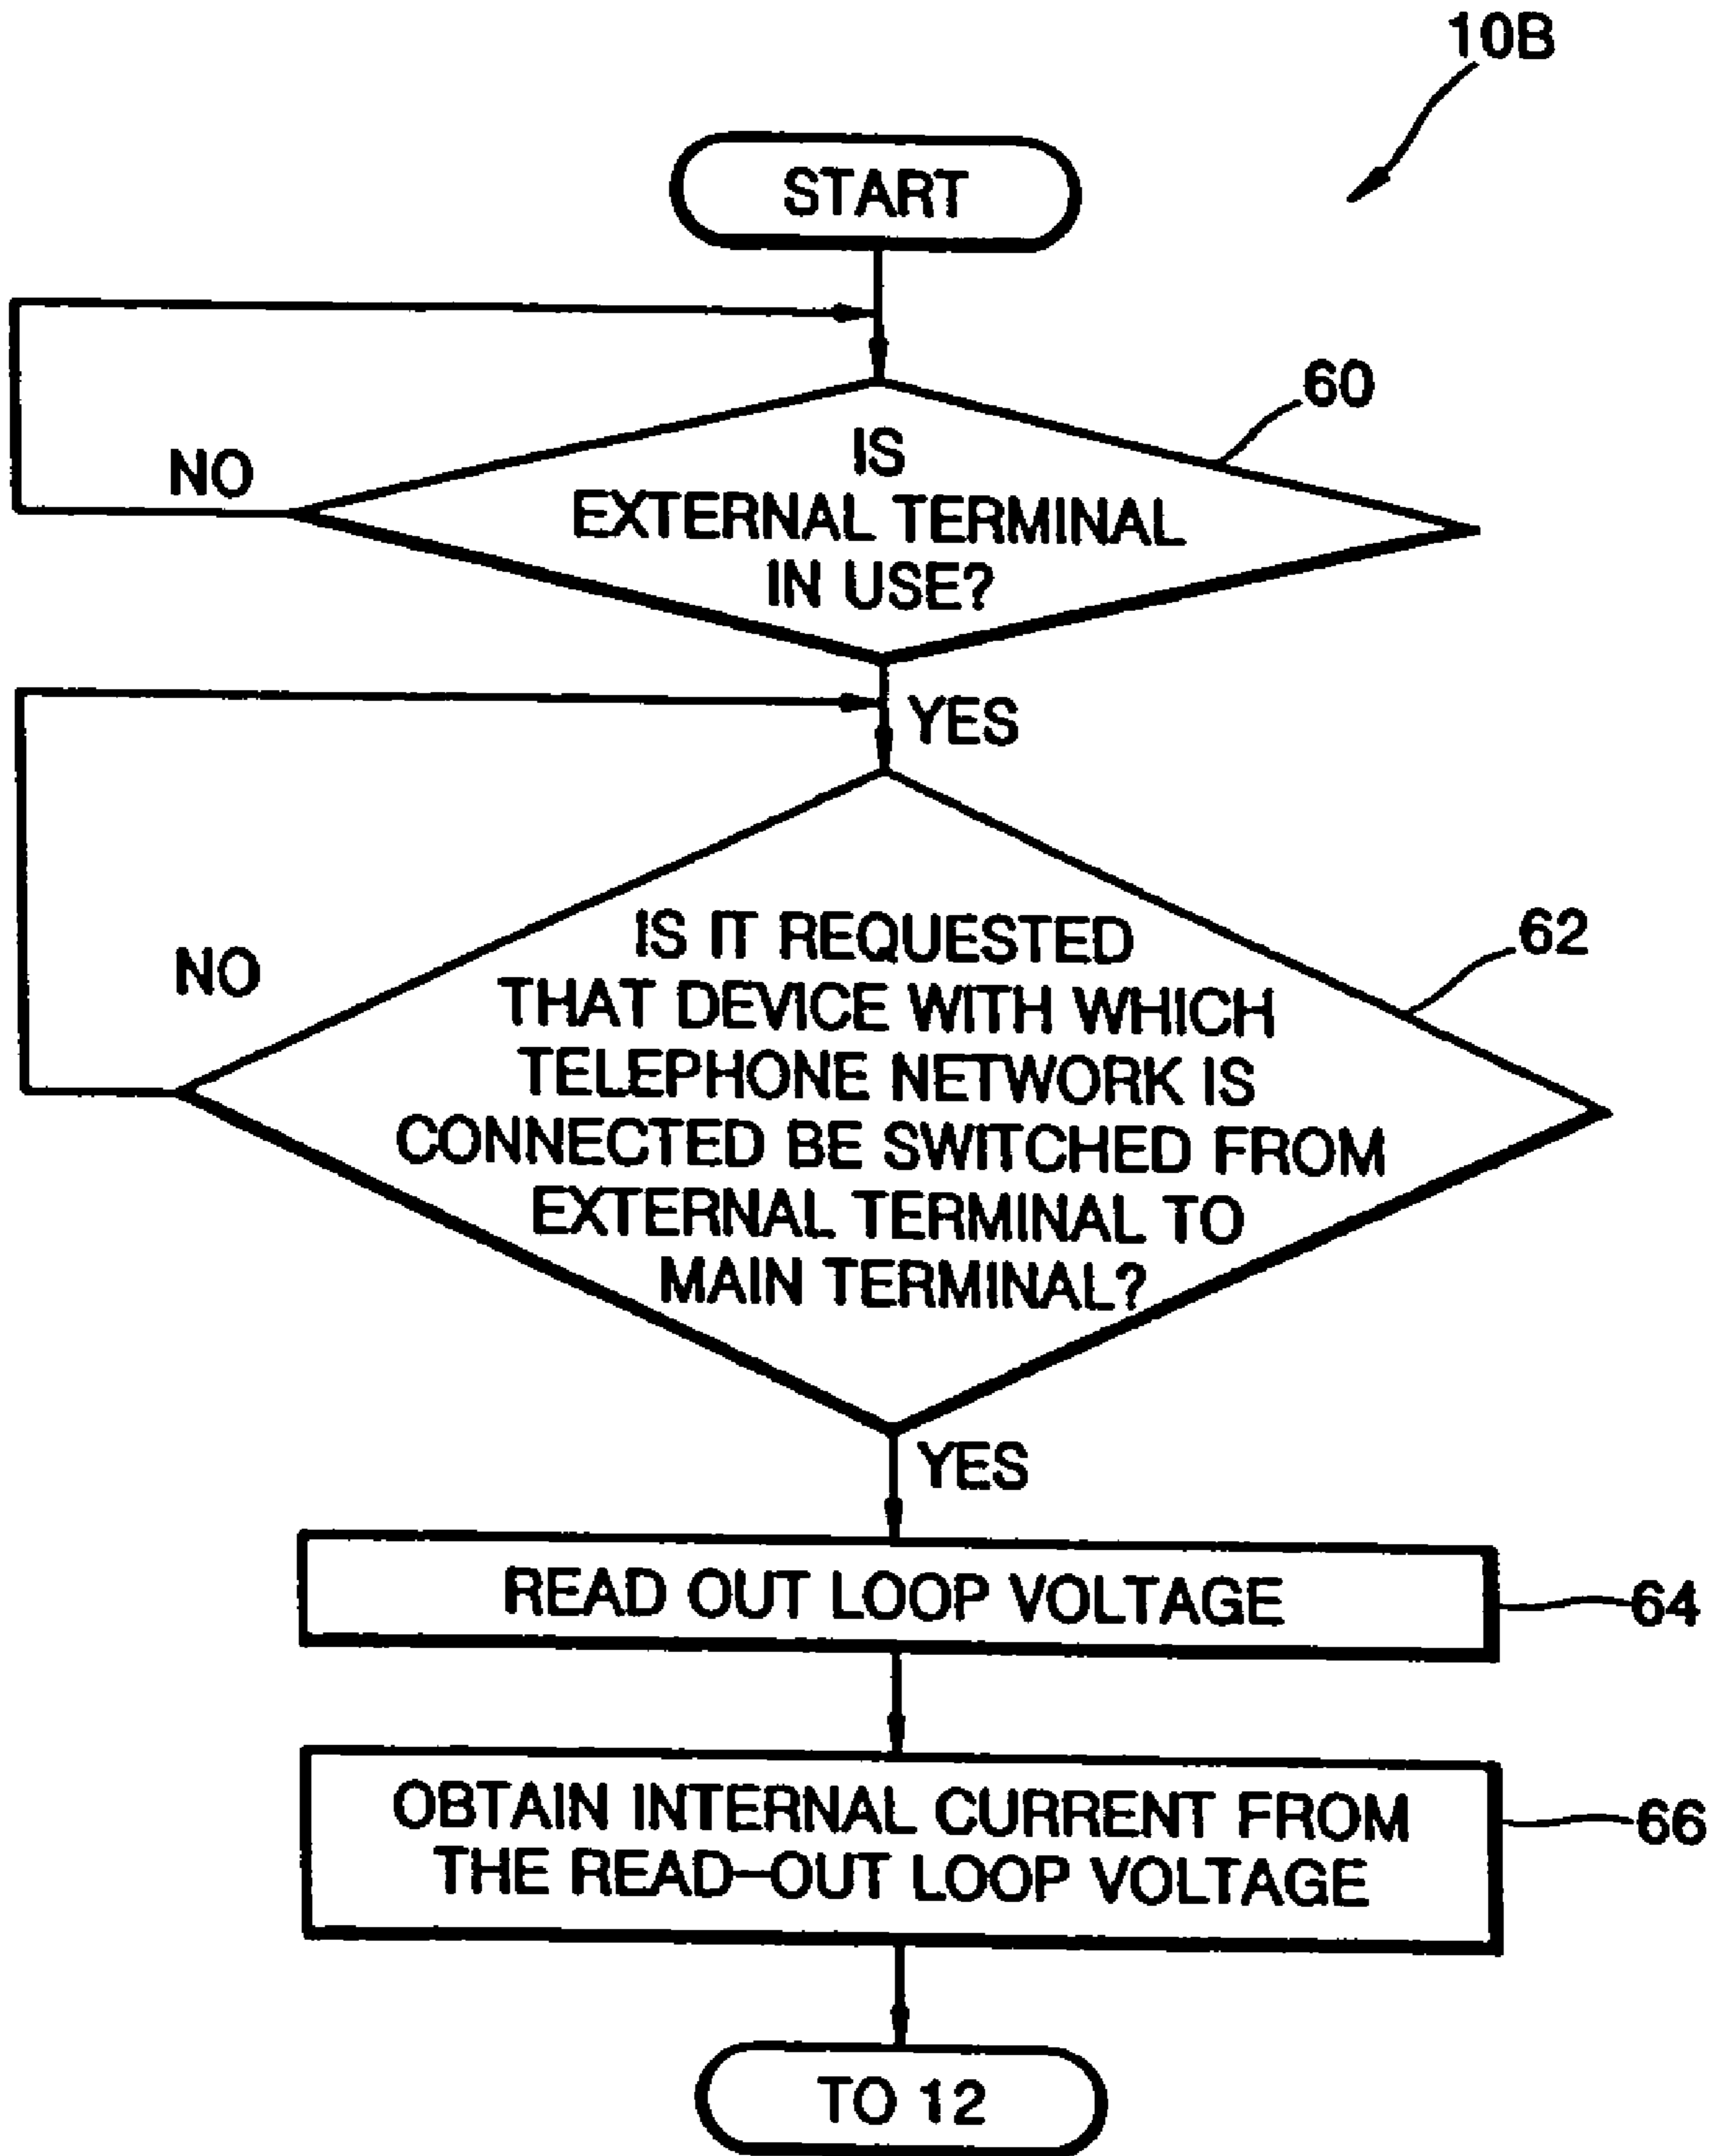 10B
START
60
NO
IS
EXTERNAL TERMINAL
IN USE?
YES
62
NO
IS IT REQUESTED
THAT DEVICE WITH WHICH
TELEPHONE NETWORK IS
CONNECTED BE SWITCHED FROM
EXTERNAL TERMINAL TO
MAIN TERMINAL?
YES
READ OUT LOOP VOLTAGE
64
OBTAIN INTERNAL CURRENT FROM
THE READ-OUT LOOP VOLTAGE
66
TO 12